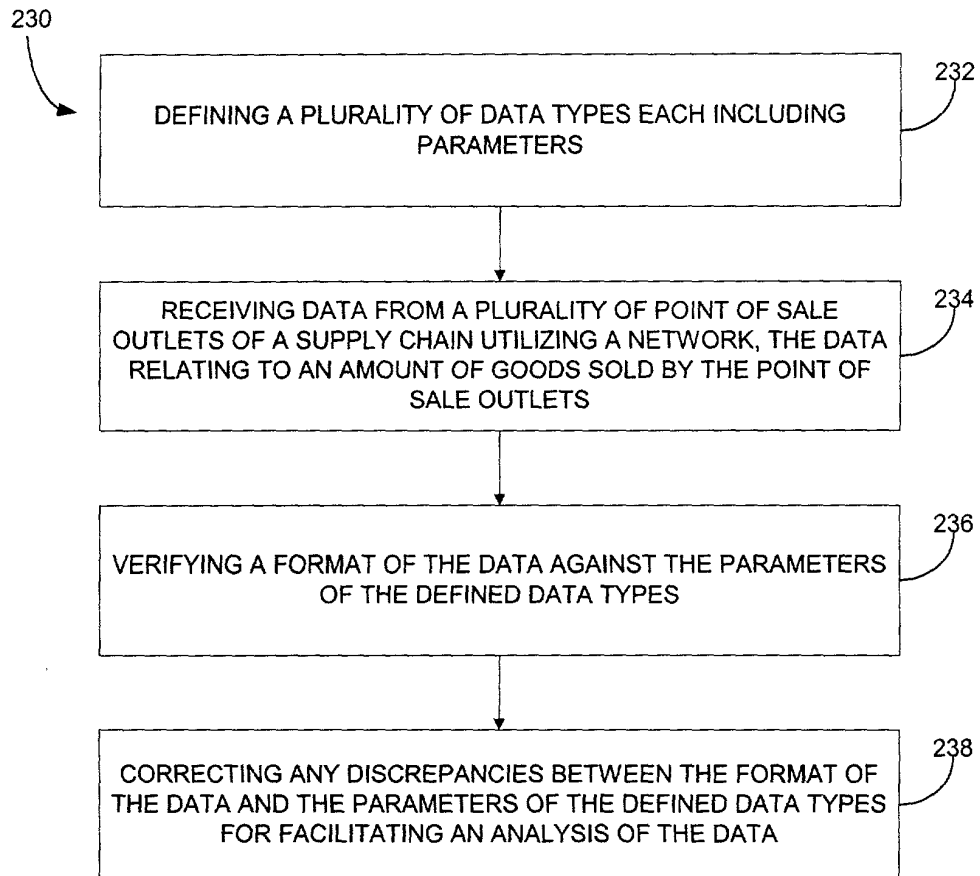 230
232
DEFINING A PLURALITY OF DATA TYPES EACH INCLUDING
PARAMETERS
234
RECEIVING DATA FROM A PLURALITY OF POINT OF SALE
OUTLETS OF A SUPPLY CHAIN UTILIZING A NETWORK, THE DATA
RELATING TO AN AMOUNT OF GOODS SOLD BY THE POINT OF
SALE OUTLETS
236
VERIFYING A FORMAT OF THE DATA AGAINST THE PARAMETERS
OF THE DEFINED DATA TYPES
238
CORRECTING ANY DISCREPANCIES BETWEEN THE FORMAT OF
THE DATA AND THE PARAMETERS OF THE DEFINED DATA TYPES
FOR FACILITATING AN ANALYSIS OF THE DATA